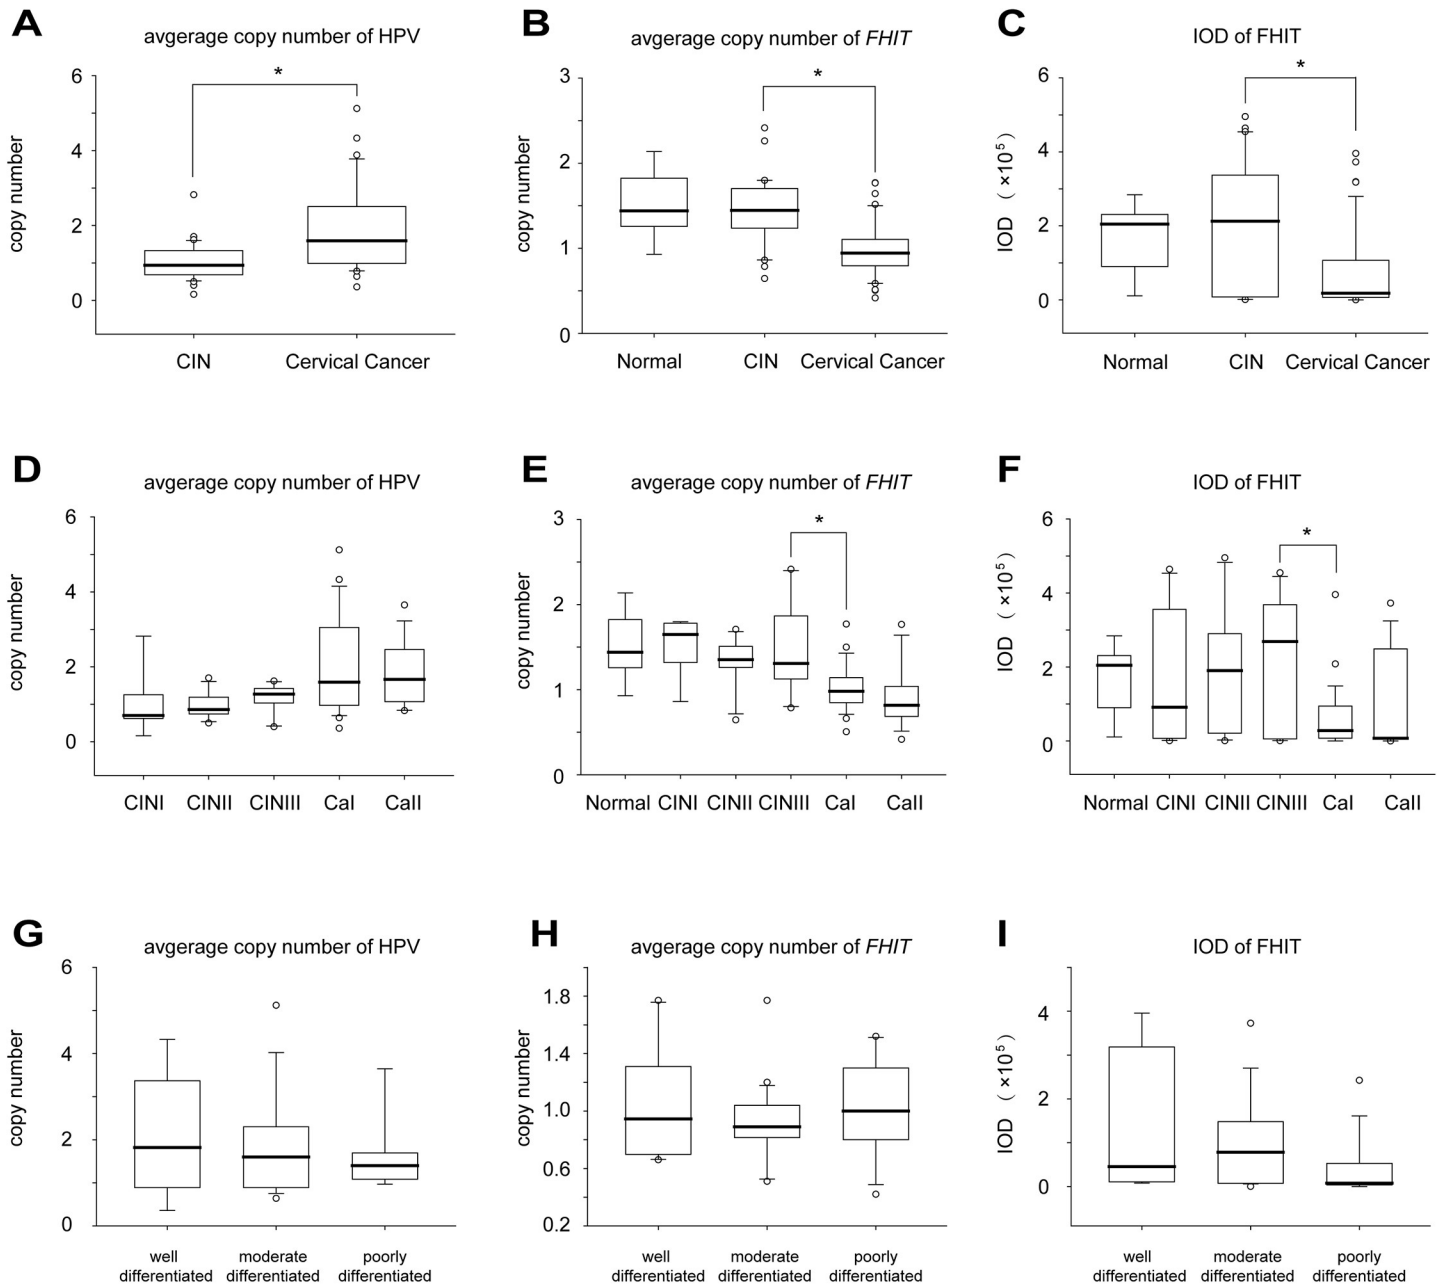 A
avgerage copy number of HPV
copy number
6
4
2
0
*
CIN
Cervical Cancer
B
avgerage copy number of FHIT
copy number
3
2
1
0
*
Normal
CIN
Cervical Cancer
C
IOD of FHIT
IOD （×10⁵）
6
4
2
0
*
Normal
CIN
Cervical Cancer
D
avgerage copy number of HPV
copy number
6
4
2
0
CINI
CINII
CINIII
CaI
CaII
E
avgerage copy number of FHIT
copy number
3
2
1
0
*
Normal
CINI
CINII
CINIII
CaI
CaII
F
IOD of FHIT
IOD （×10⁵）
6
4
2
0
*
Normal
CINI
CINII
CINIII
CaI
CaII
G
avgerage copy number of HPV
copy number
6
4
2
0
well
differentiated
moderate
differentiated
poorly
differentiated
H
avgerage copy number of FHIT
copy number
1.8
1.4
1.0
0.6
0.2
well
differentiated
moderate
differentiated
poorly
differentiated
I
IOD of FHIT
IOD （×10⁵）
4
2
0
well
differentiated
moderate
differentiated
poorly
differentiated